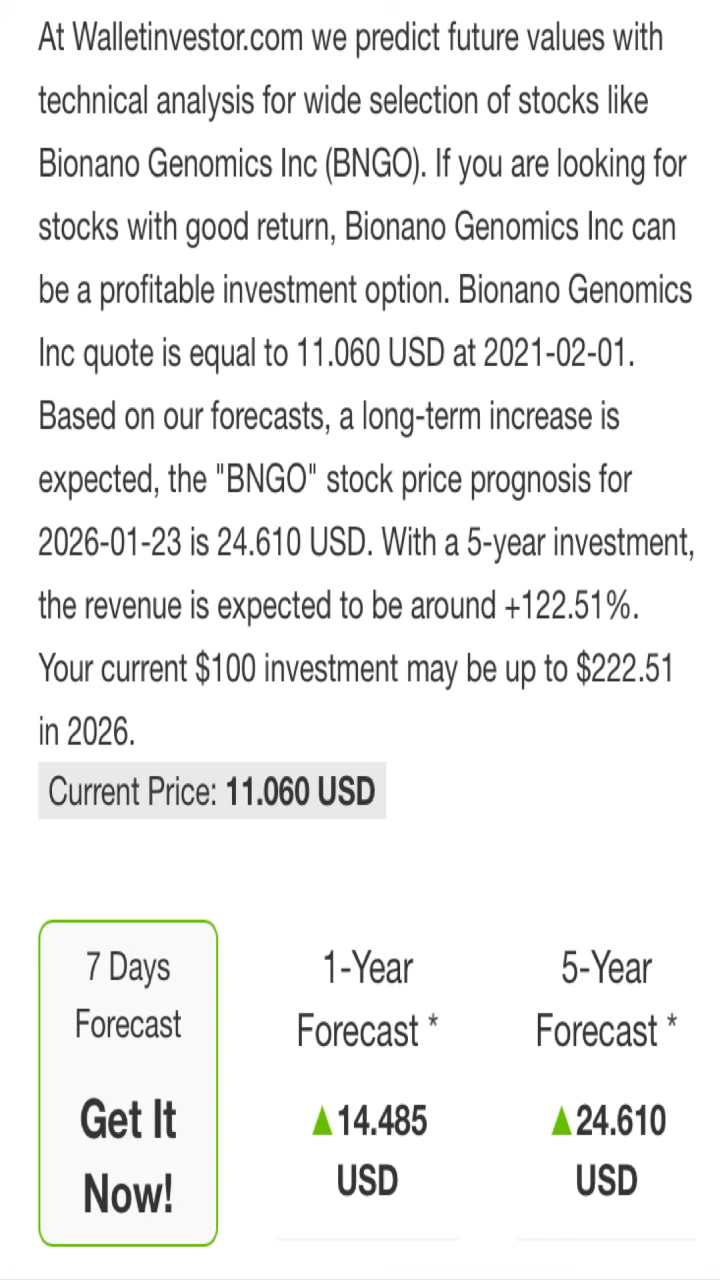 At Walletinvestor.com we predict future values with
technical analysis for wide selection of stocks like
Bionano Genomics Inc (BNGO). If you are looking for
stocks with good return, Bionano Genomics Inc can
be a profitable investment option. Bionano Genomics
Inc quote is equal to 11.060 USD at 2021-02-01.
Based on our forecasts, a long-term increase is
expected, the "BNGO" stock price prognosis for
2026-01-23 is 24.610 USD. With a 5-year investment,
the revenue is expected to be around +122.51%.
Your current $100 investment may be up to $222.51
in 2026.
Current Price: 11.060 USD
7 Days
Forecast
Get It
Now!
1-Year
Forecast *
▲14.485
USD
5-Year
Forecast *
▲24.610
USD